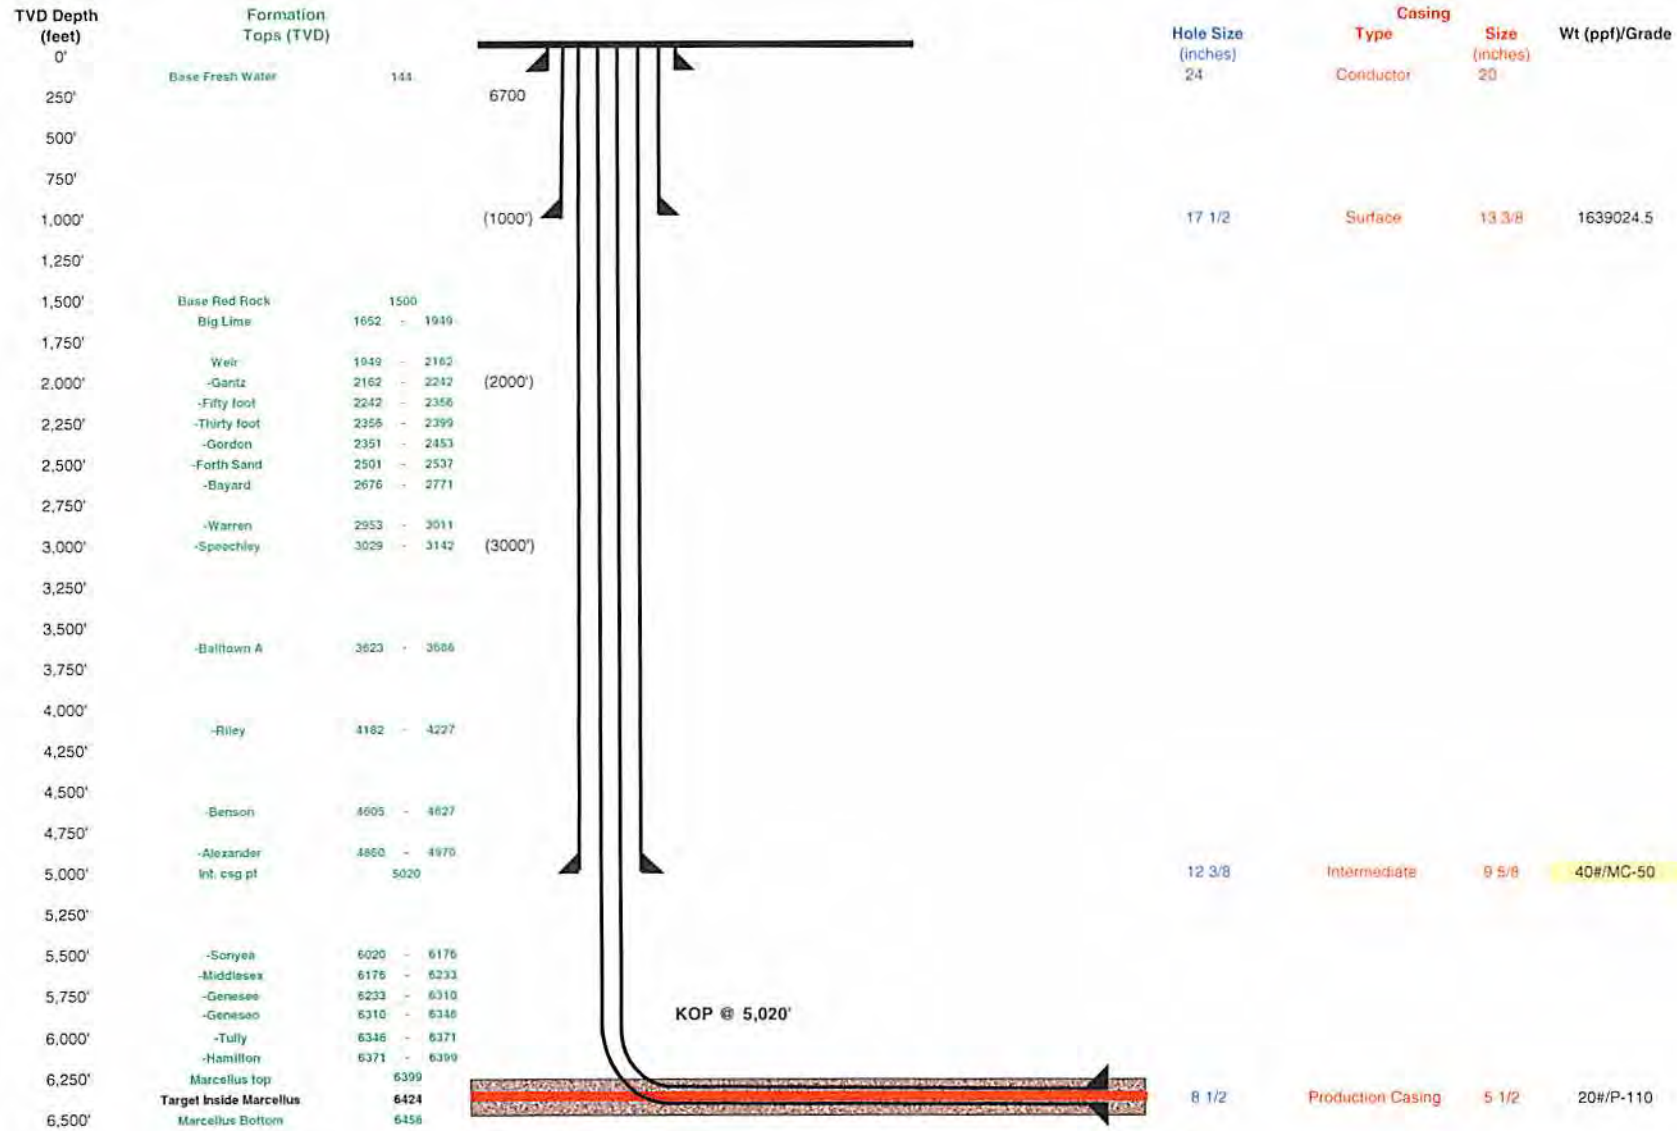 TVD Depth Formation Casing
(feet) Tops (TVD) Hole Size Type Size Wt (ppf)/Grade
0' (inches) (inches)
Base Fresh Water 144 24 Conductor 20
250' 6700
500'
750'
1,000' (1000') 17 1/2 Surface 13 3/8 1639024.5
1,250'
1,500' Base Red Rock 1500
Big Lime 1652 - 1949
1,750'
Weir 1949 - 2162
2,000' -Gantz 2162 - 2242 (2000')
-Fifty foot 2242 - 2356
2,250' -Thirty foot 2356 - 2399
-Gordon 2351 - 2453
2,500' -Forth Sand 2501 - 2537
-Bayard 2676 - 2771
2,750'
-Warren 2953 - 3011
3,000' -Speechley 3029 - 3142 (3000')
3,250'
3,500'
-Balltown A 3623 - 3686
3,750'
4,000'
-Riley 4182 - 4227
4,250'
4,500'
-Benson 4605 - 4627
4,750'
-Alexander 4860 - 4970
5,000' Int. csg pt 5020 12 3/8 Intermediate 9 5/8 40#/MC-50
5,250'
5,500' -Sonyea 6020 - 6176
-Middlesex 6176 - 6233
5,750' -Genesee 6233 - 6310
-Geneseo 6310 - 6346 KOP @ 5,020'
6,000' -Tully 6346 - 6371
-Hamilton 6371 - 6399
6,250' Marcellus top 6399
Target Inside Marcellus 6424 8 1/2 Production Casing 5 1/2 20#/P-110
6,500' Marcellus Bottom 6456